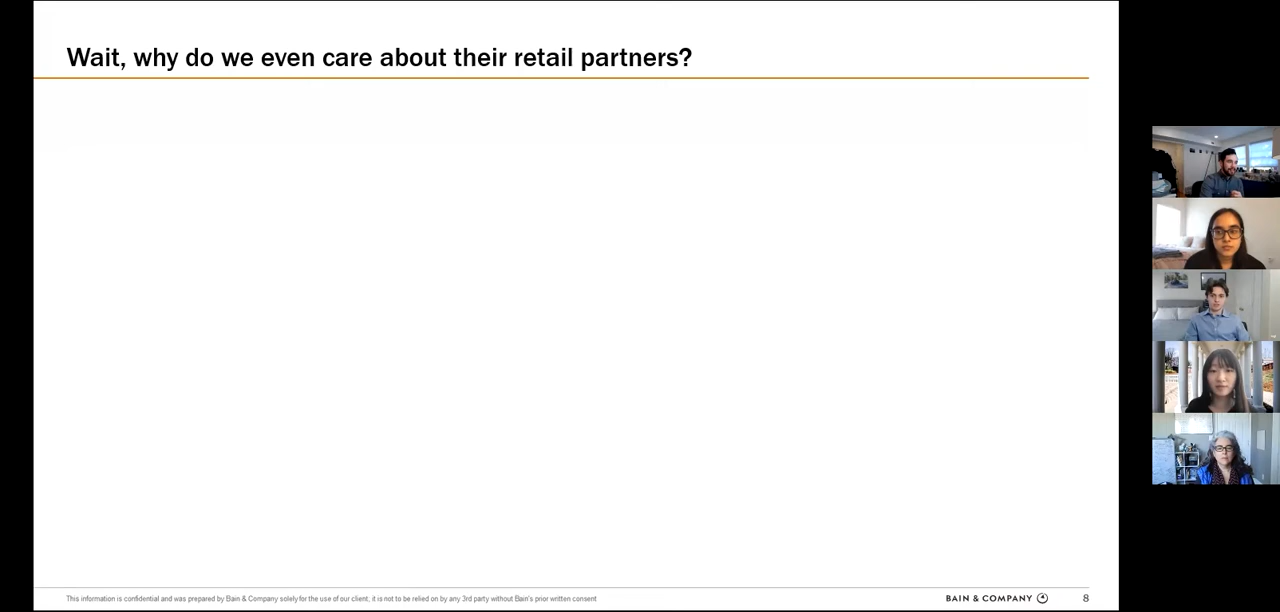 Wait, why do we even care about their retail partners?
This information is confidential and was prepared by Bain & Company solely for the use of our client, it is not to be relied on by any 3rd party without Bain's prior written consent
BAIN & COMPANY
8